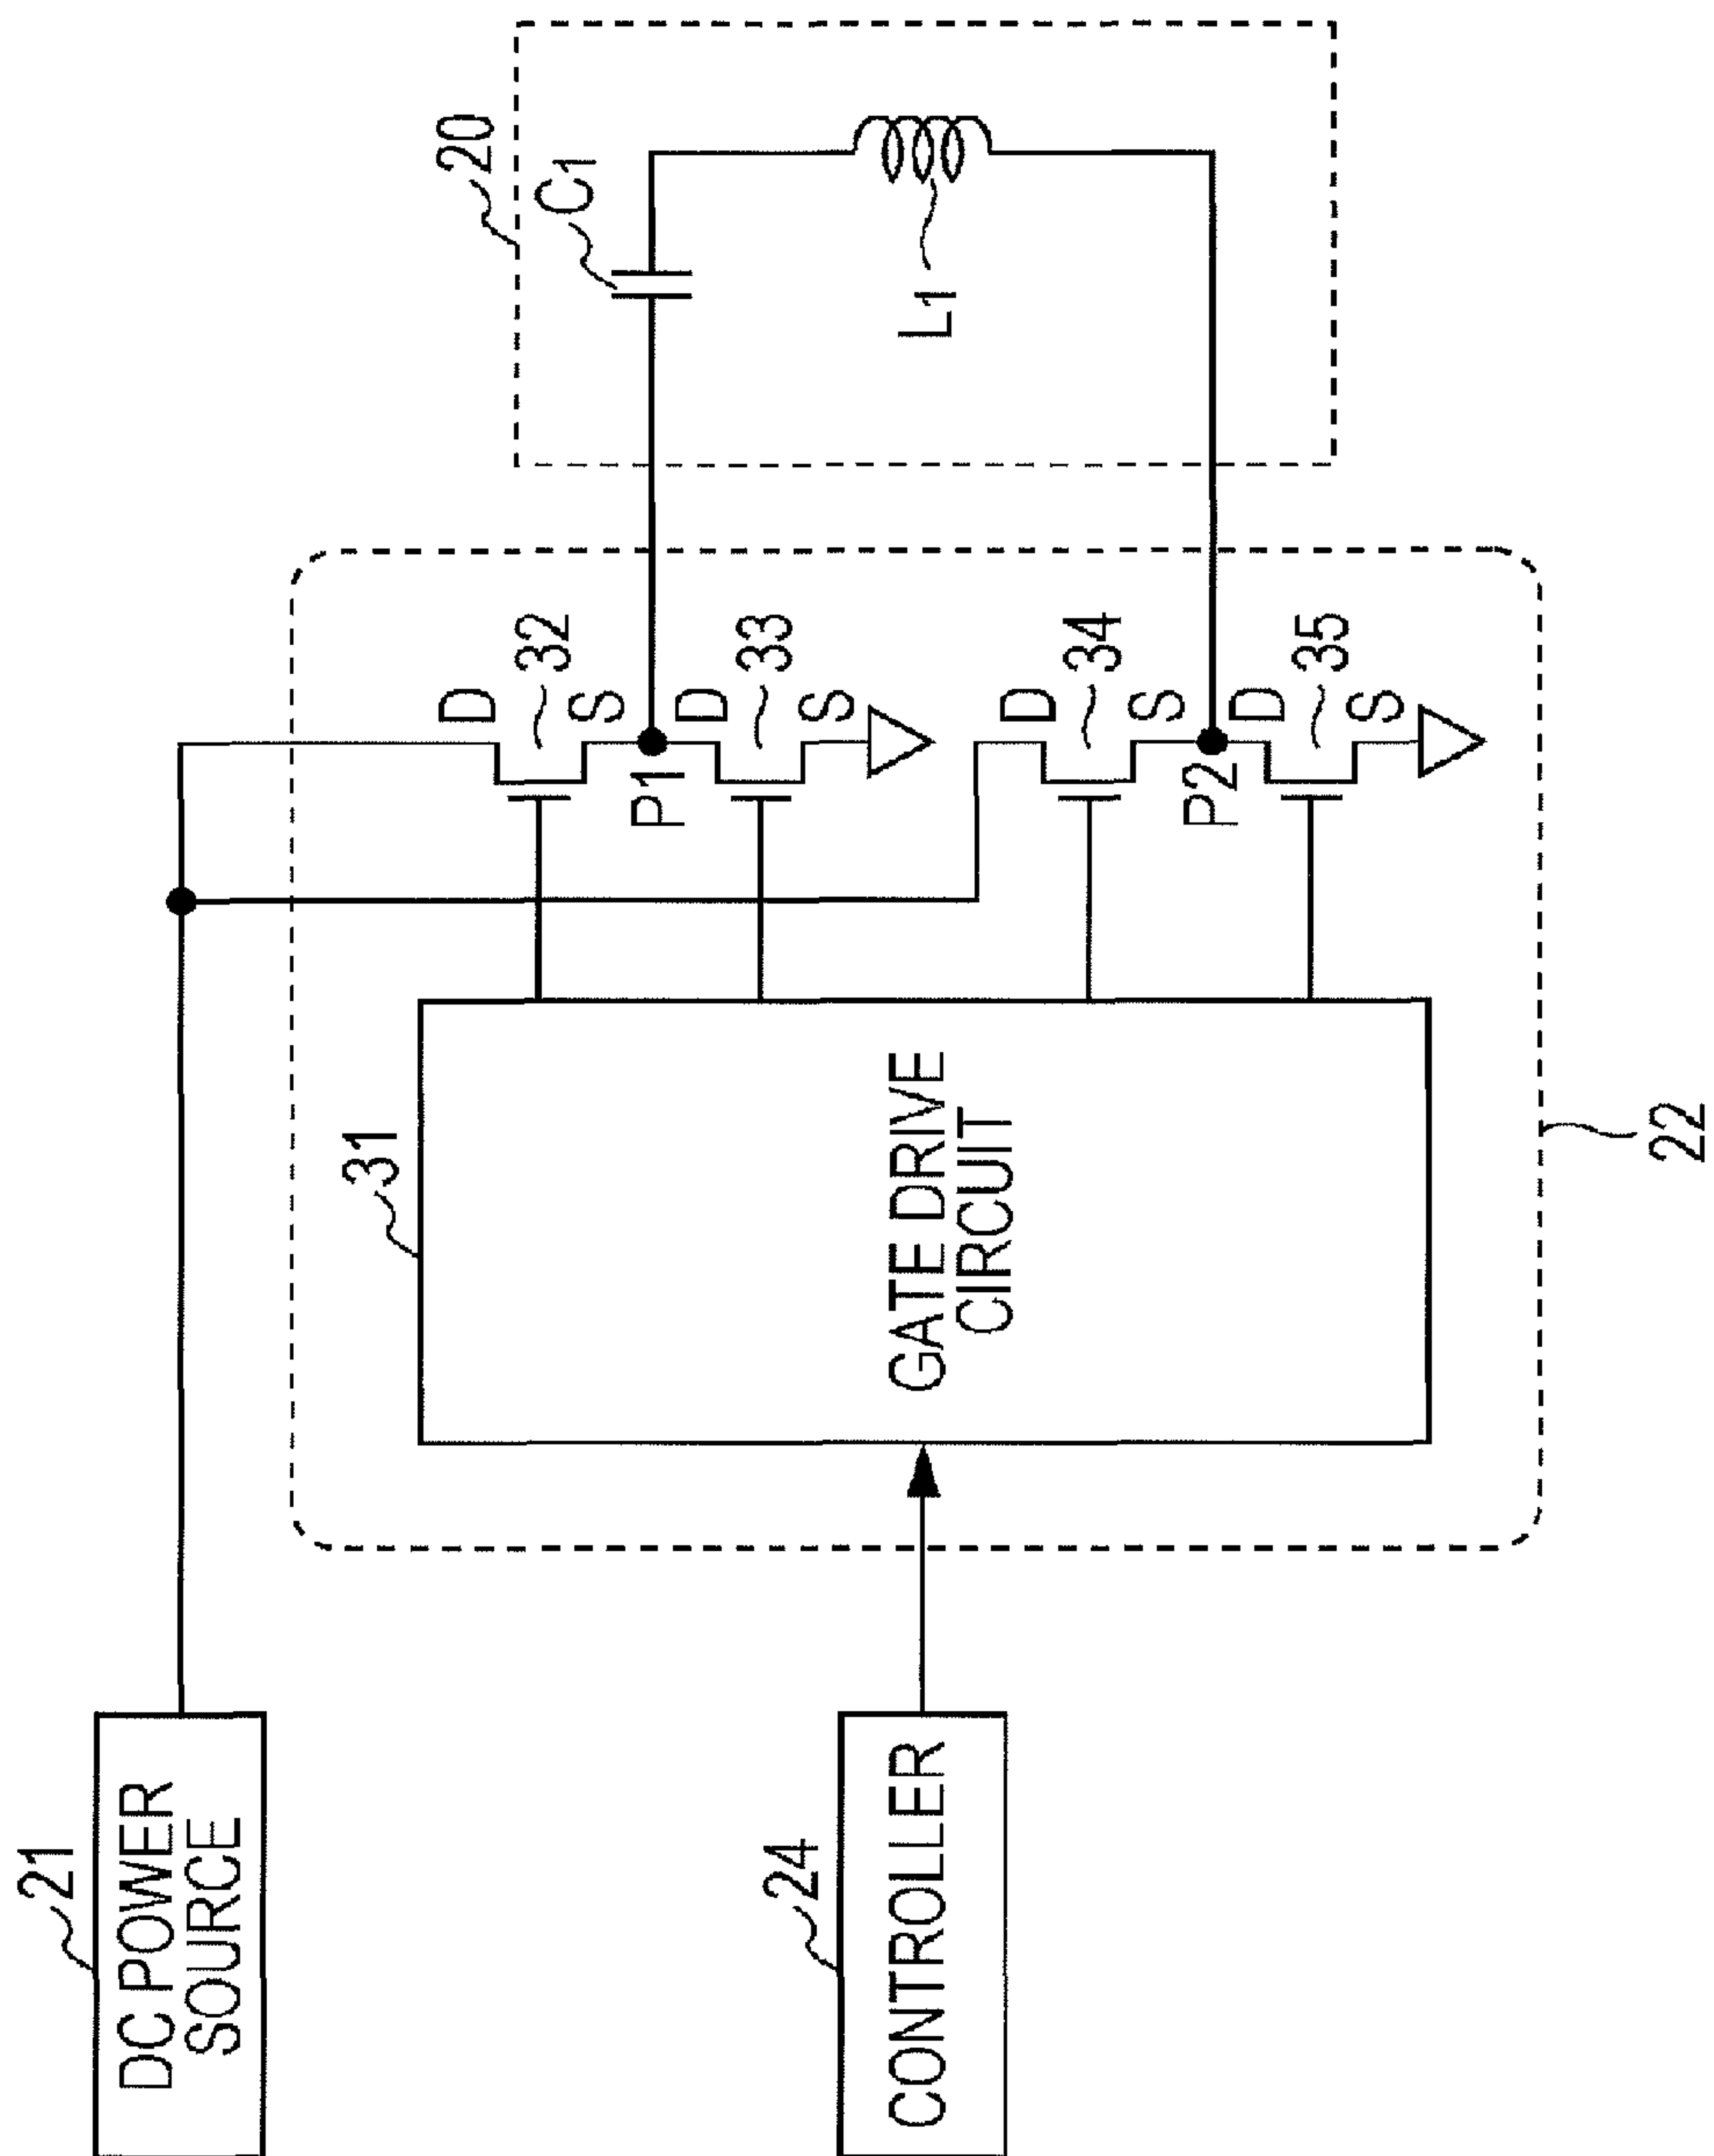 21
DC POWER
SOURCE
24
CONTROLLER
31
GATE DRIVE
CIRCUIT
22
D
32
S
P1
D
33
S
D
34
S
P2
D
35
S
20
C1
L1